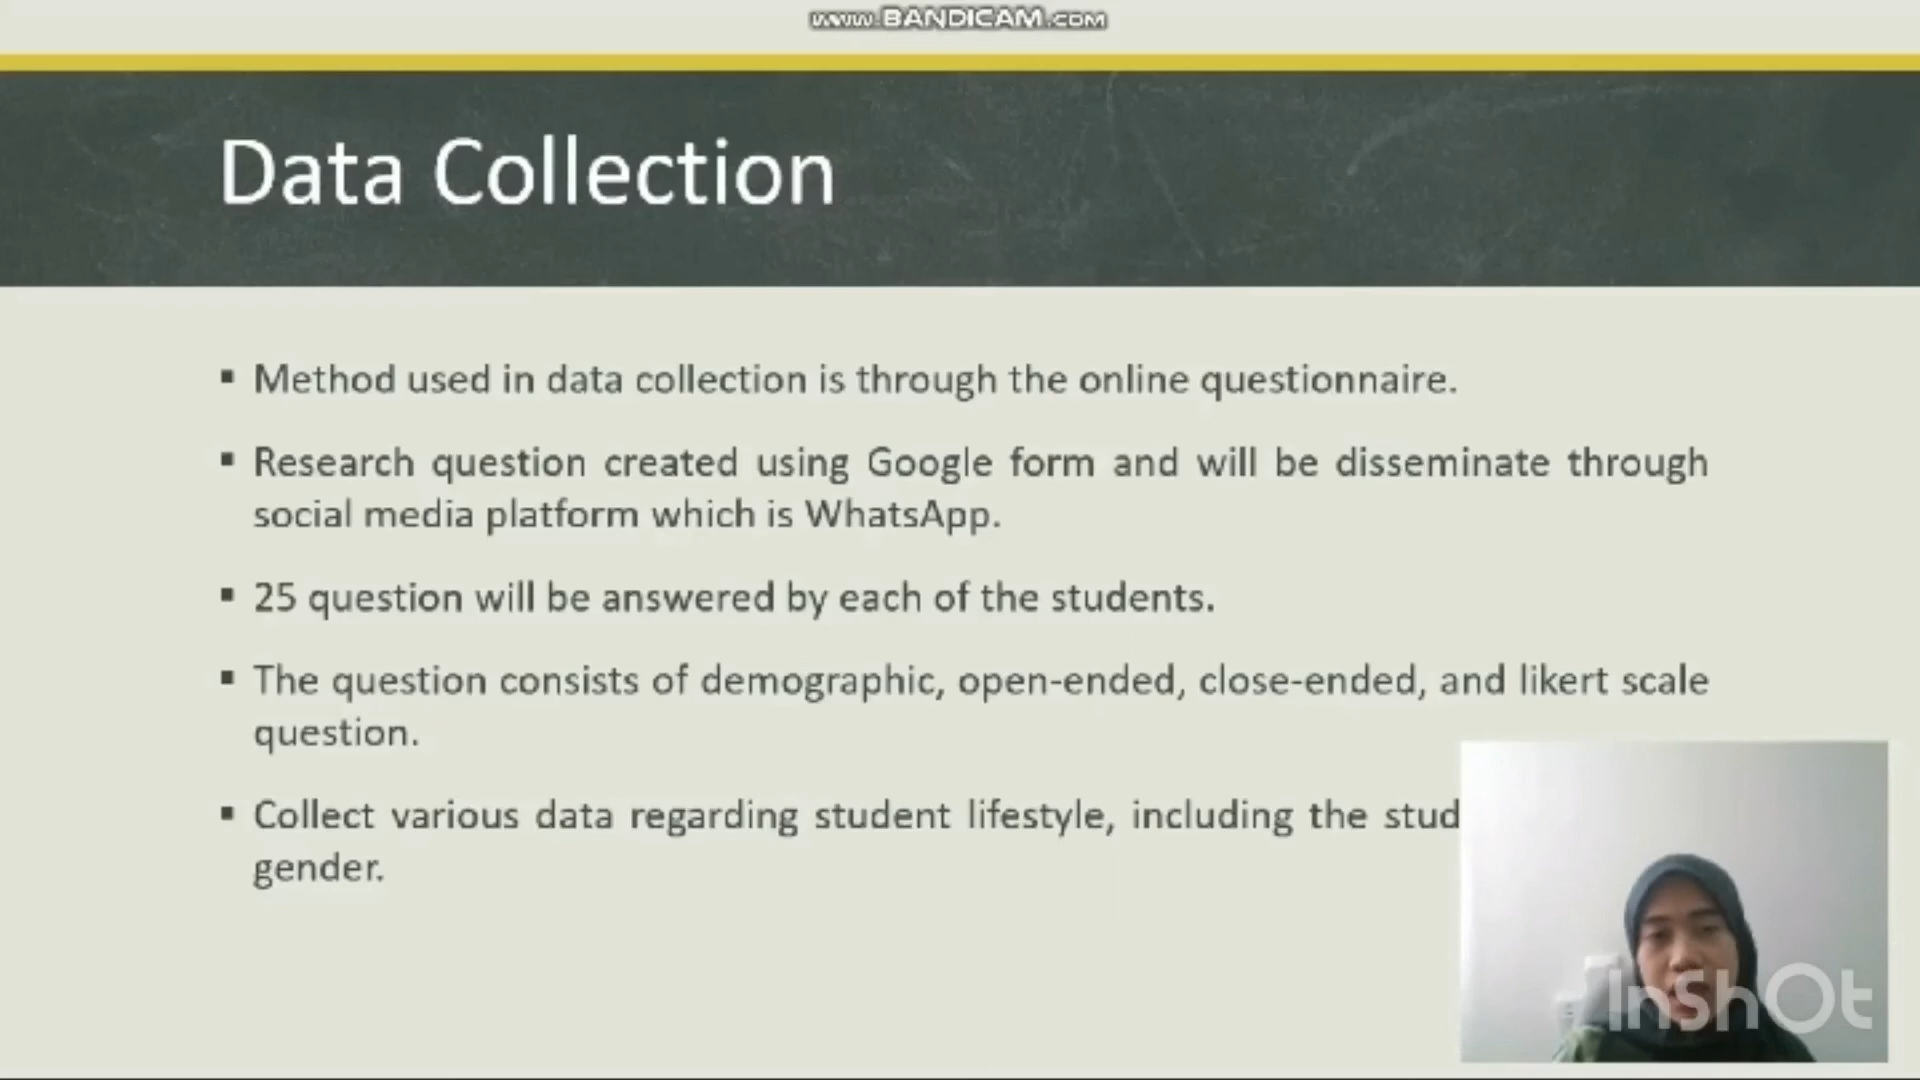 www.BANDICAM.com
Data Collection
▪ Method used in data collection is through the online questionnaire.
▪ Research question created using Google form and will be disseminate through
social media platform which is WhatsApp.
▪ 25 question will be answered by each of the students.
▪ The question consists of demographic, open-ended, close-ended, and likert scale
question.
▪ Collect various data regarding student lifestyle, including the stud
gender.
InShOt